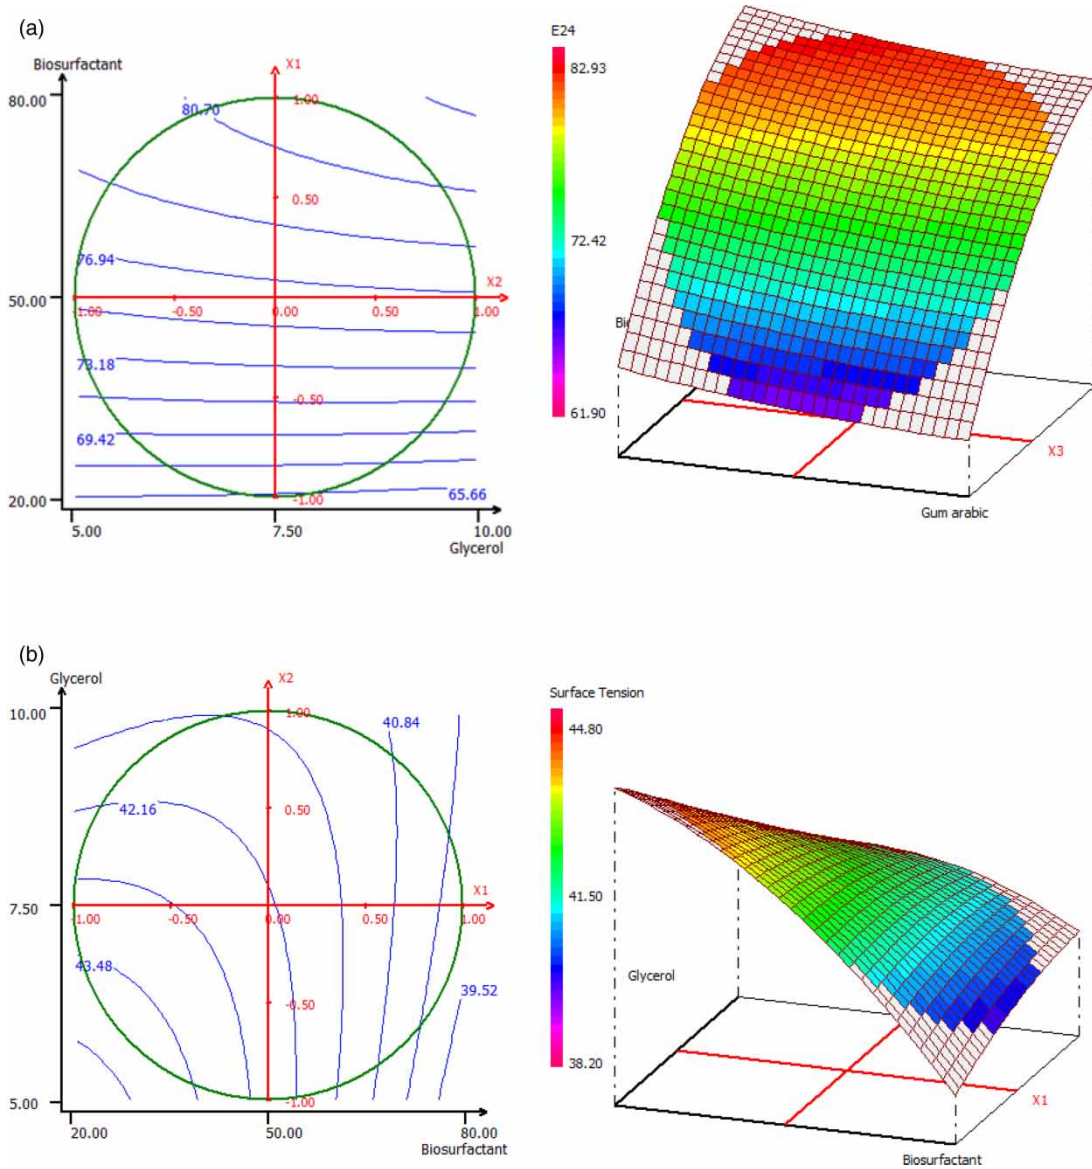 (a)
Biosurfactant
X1
80.00
80.70
1.00
0.50
76.94
X2
50.00
-1.00
-0.50
0.00
0.50
1.00
73.18
-0.50
69.42
65.66
20.00
-1.00
5.00
7.50
10.00
Glycerol
E24
82.93
72.42
61.90
X3
Gum arabic
(b)
Glycerol
X2
10.00
1.00
40.84
42.16
0.50
X1
7.50
-1.00
-0.50
0.00
0.50
1.00
43.48
39.52
-0.50
5.00
-1.00
20.00
50.00
80.00
Biosurfactant
Surface Tension
44.80
41.50
38.20
Glycerol
X1
Biosurfactant